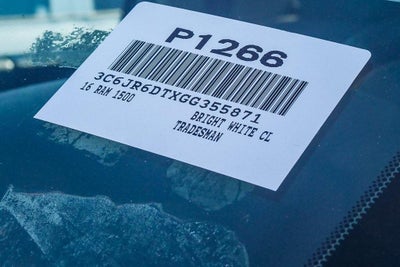 P1266
3C6JR6DTXGG355871
16 RAM 1500
BRIGHT WHITE CL
TRADESMAN